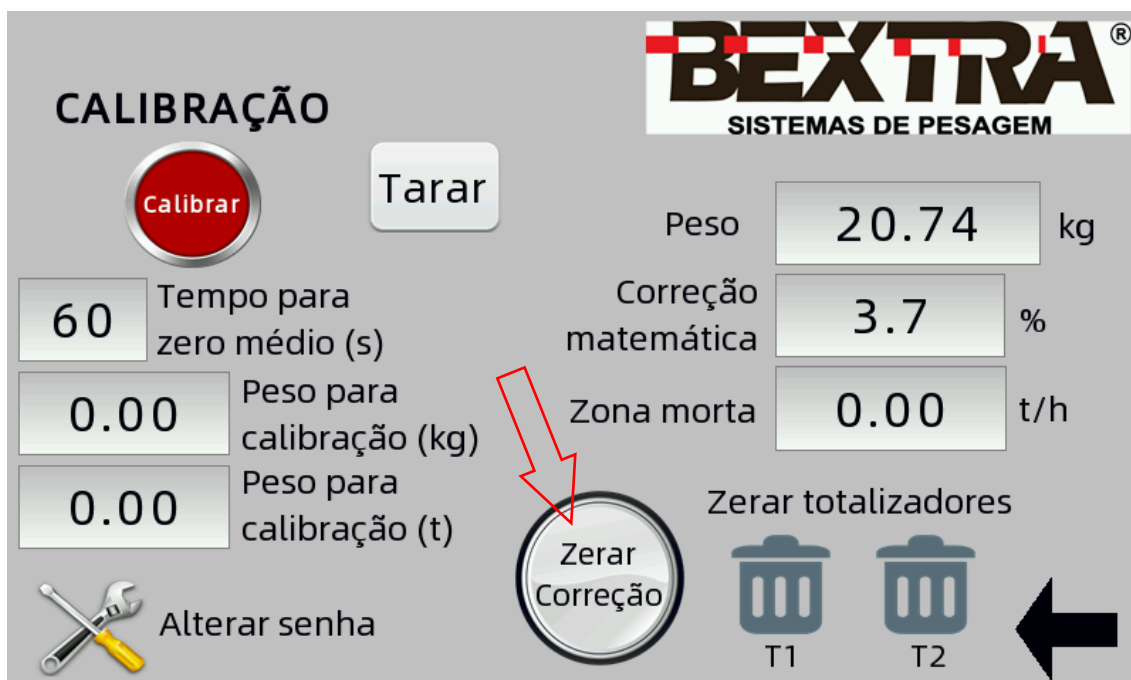 BEXTRA®
SISTEMAS DE PESAGEM
CALIBRAÇÃO
Calibrar
Tarar
Peso
20.74
kg
60
Tempo para
zero médio (s)
Correção
matemática
3.7
%
0.00
Peso para
calibração (kg)
Zona morta
0.00
t/h
0.00
Peso para
calibração (t)
Zerar
Correção
Zerar totalizadores
T1
T2
Alterar senha